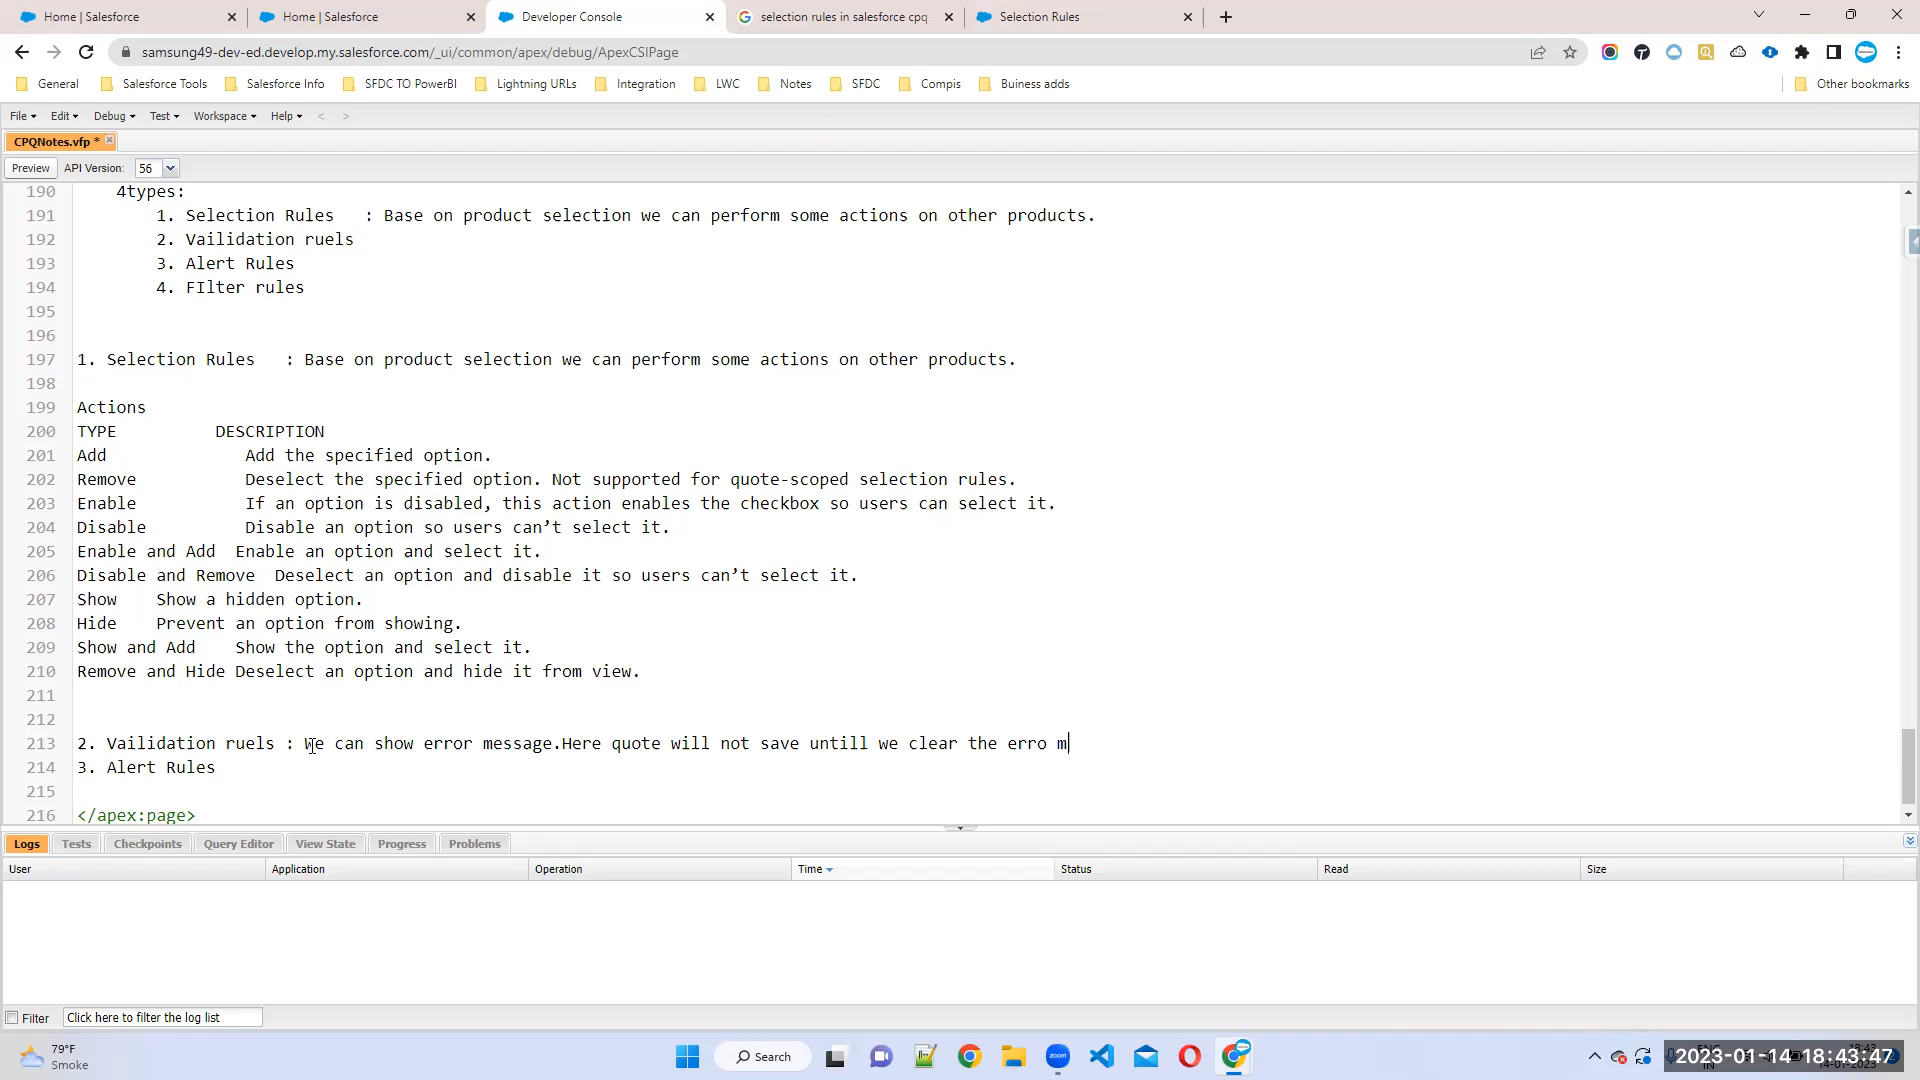 Home | Salesforce
Home | Salesforce
Developer Console
selection rules in salesforce cpq
Selection Rules
samsung49-dev-ed.develop.my.salesforce.com/_ui/common/apex/debug/ApexCSIPage
General
Salesforce Tools
Salesforce Info
SFDC TO PowerBI
Lightning URLs
Integration
LWC
Notes
SFDC
Compis
Buiness adds
Other bookmarks
File Edit Debug Test Workspace Help < >
CPQNotes.vfp *
Preview API Version: 56
190 4types:
191 1. Selection Rules : Base on product selection we can perform some actions on other products.
192 2. Vailidation ruels
193 3. Alert Rules
194 4. FIlter rules
195
196
197 1. Selection Rules : Base on product selection we can perform some actions on other products.
198
199 Actions
200 TYPE DESCRIPTION
201 Add Add the specified option.
202 Remove Deselect the specified option. Not supported for quote-scoped selection rules.
203 Enable If an option is disabled, this action enables the checkbox so users can select it.
204 Disable Disable an option so users can’t select it.
205 Enable and Add Enable an option and select it.
206 Disable and Remove Deselect an option and disable it so users can’t select it.
207 Show Show a hidden option.
208 Hide Prevent an option from showing.
209 Show and Add Show the option and select it.
210 Remove and Hide Deselect an option and hide it from view.
211
212
213 2. Vailidation ruels : We can show error message.Here quote will not save untill we clear the erro m
214 3. Alert Rules
215
216 </apex:page>
Logs Tests Checkpoints Query Editor View State Progress Problems
User Application Operation Time Status Read Size
Filter Click here to filter the log list
79°F
Smoke
Search
2023-01-14-18:43:47